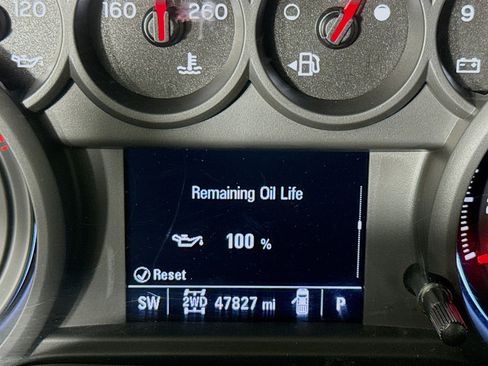 120 160 260 9
Remaining Oil Life
100 %
Reset
SW 2WD 47827 mi P